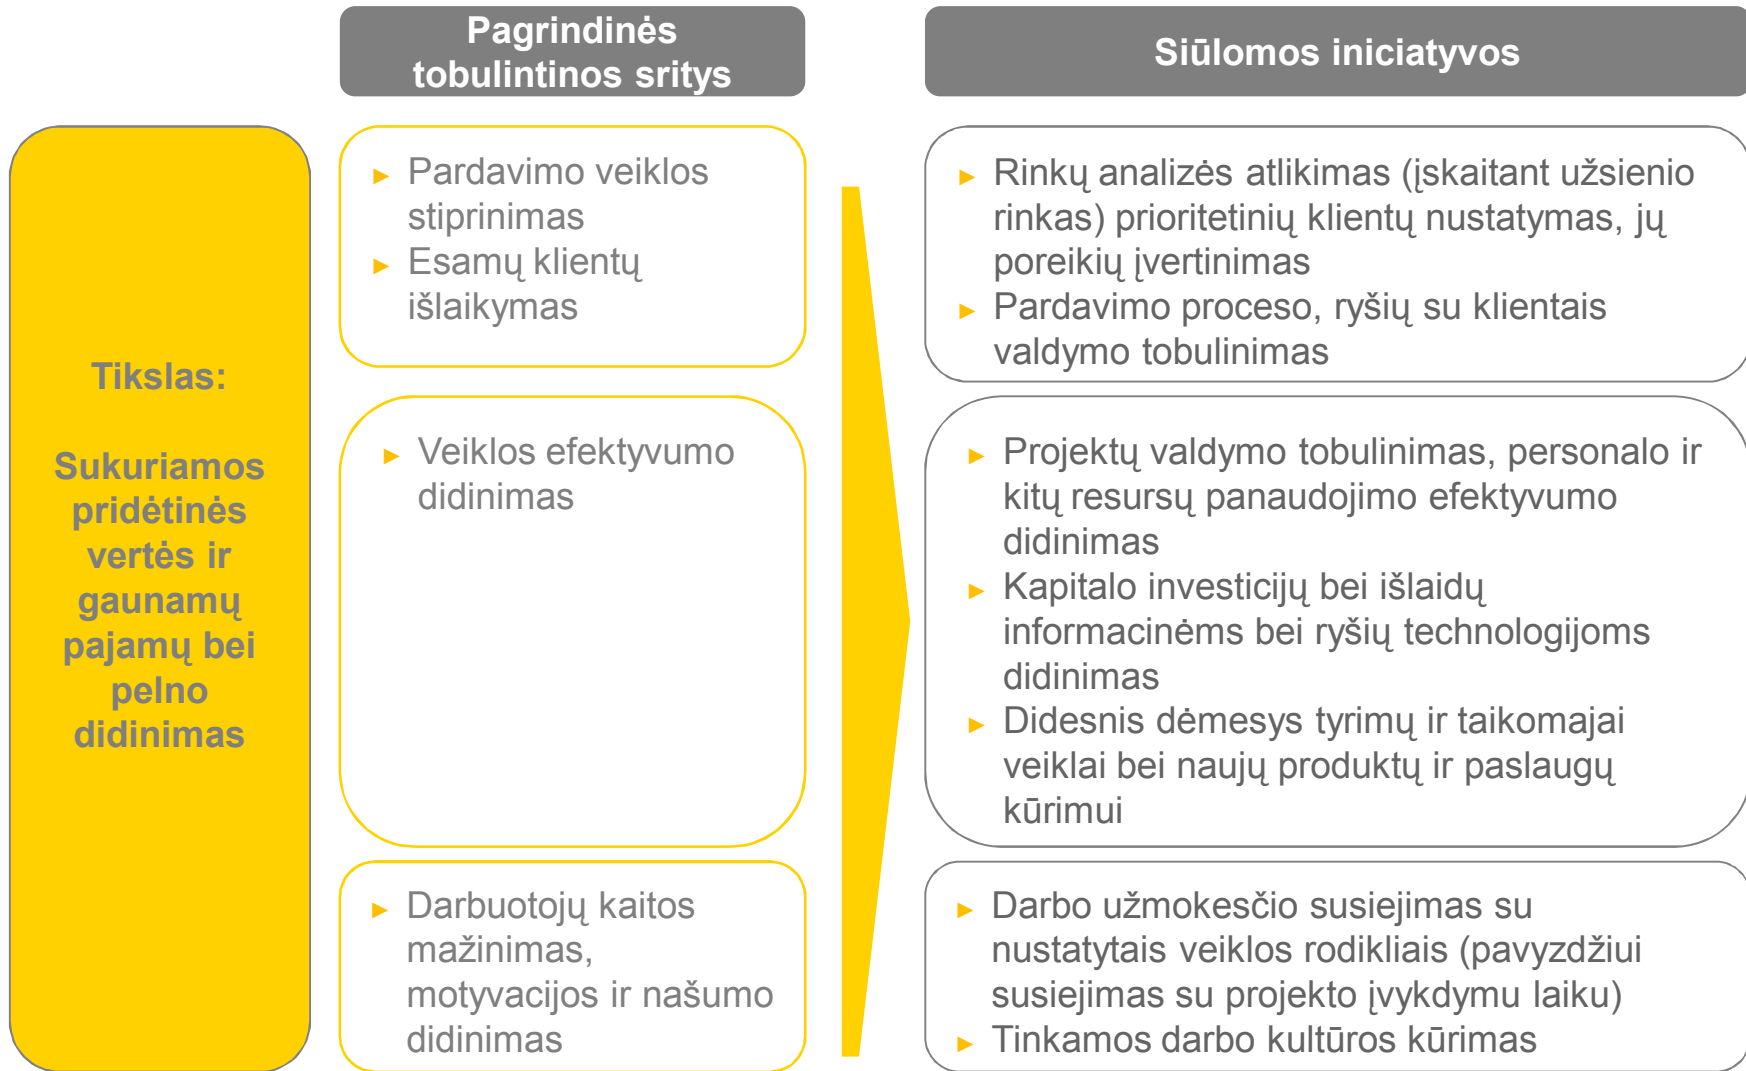 Pagrindinės
tobulintinos sritys
Siūlomos iniciatyvos
Tikslas:
Sukuriamos
pridėtinės
vertės ir
gaunamų
pajamų bei
pelno
didinimas
► Pardavimo veiklos
stiprinimas
► Esamų klientų
išlaikymas
► Rinkų analizės atlikimas (įskaitant užsienio
rinkas) prioritetinių klientų nustatymas, jų
poreikių įvertinimas
► Pardavimo proceso, ryšių su klientais
valdymo tobulinimas
► Veiklos efektyvumo
didinimas
► Projektų valdymo tobulinimas, personalo ir
kitų resursų panaudojimo efektyvumo
didinimas
► Kapitalo investicijų bei išlaidų
informacinėms bei ryšių technologijoms
didinimas
► Didesnis dėmesys tyrimų ir taikomajai
veiklai bei naujų produktų ir paslaugų
kūrimui
► Darbuotojų kaitos
mažinimas,
motyvacijos ir našumo
didinimas
► Darbo užmokesčio susiejimas su
nustatytais veiklos rodikliais (pavyzdžiui
susiejimas su projekto įvykdymu laiku)
► Tinkamos darbo kultūros kūrimas